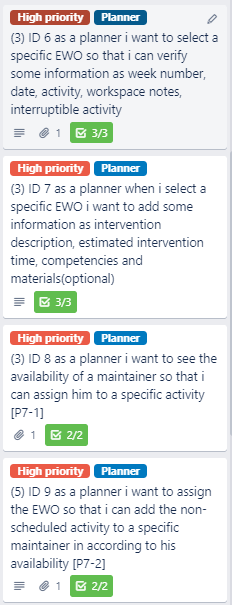 High priority Planner
(3) ID 6 as a planner i want to select a
specific EWO so that i can verify
some information as week number,
date, activity, workspace notes,
interruptible activity
1 3/3
High priority Planner
(3) ID 7 as a planner when i select a
specific EWO i want to add some
information as intervention
description, estimated intervention
time, competencies and
materials(optional)
3/3
High priority Planner
(3) ID 8 as a planner i want to see the
availability of a maintainer so that i
can assign him to a specific activity
[P7-1]
1 2/2
High priority Planner
(5) ID 9 as a planner i want to assign
the EWO so that i can add the non-
scheduled activity to a specific
maintainer in according to his
availability [P7-2]
1 2/2